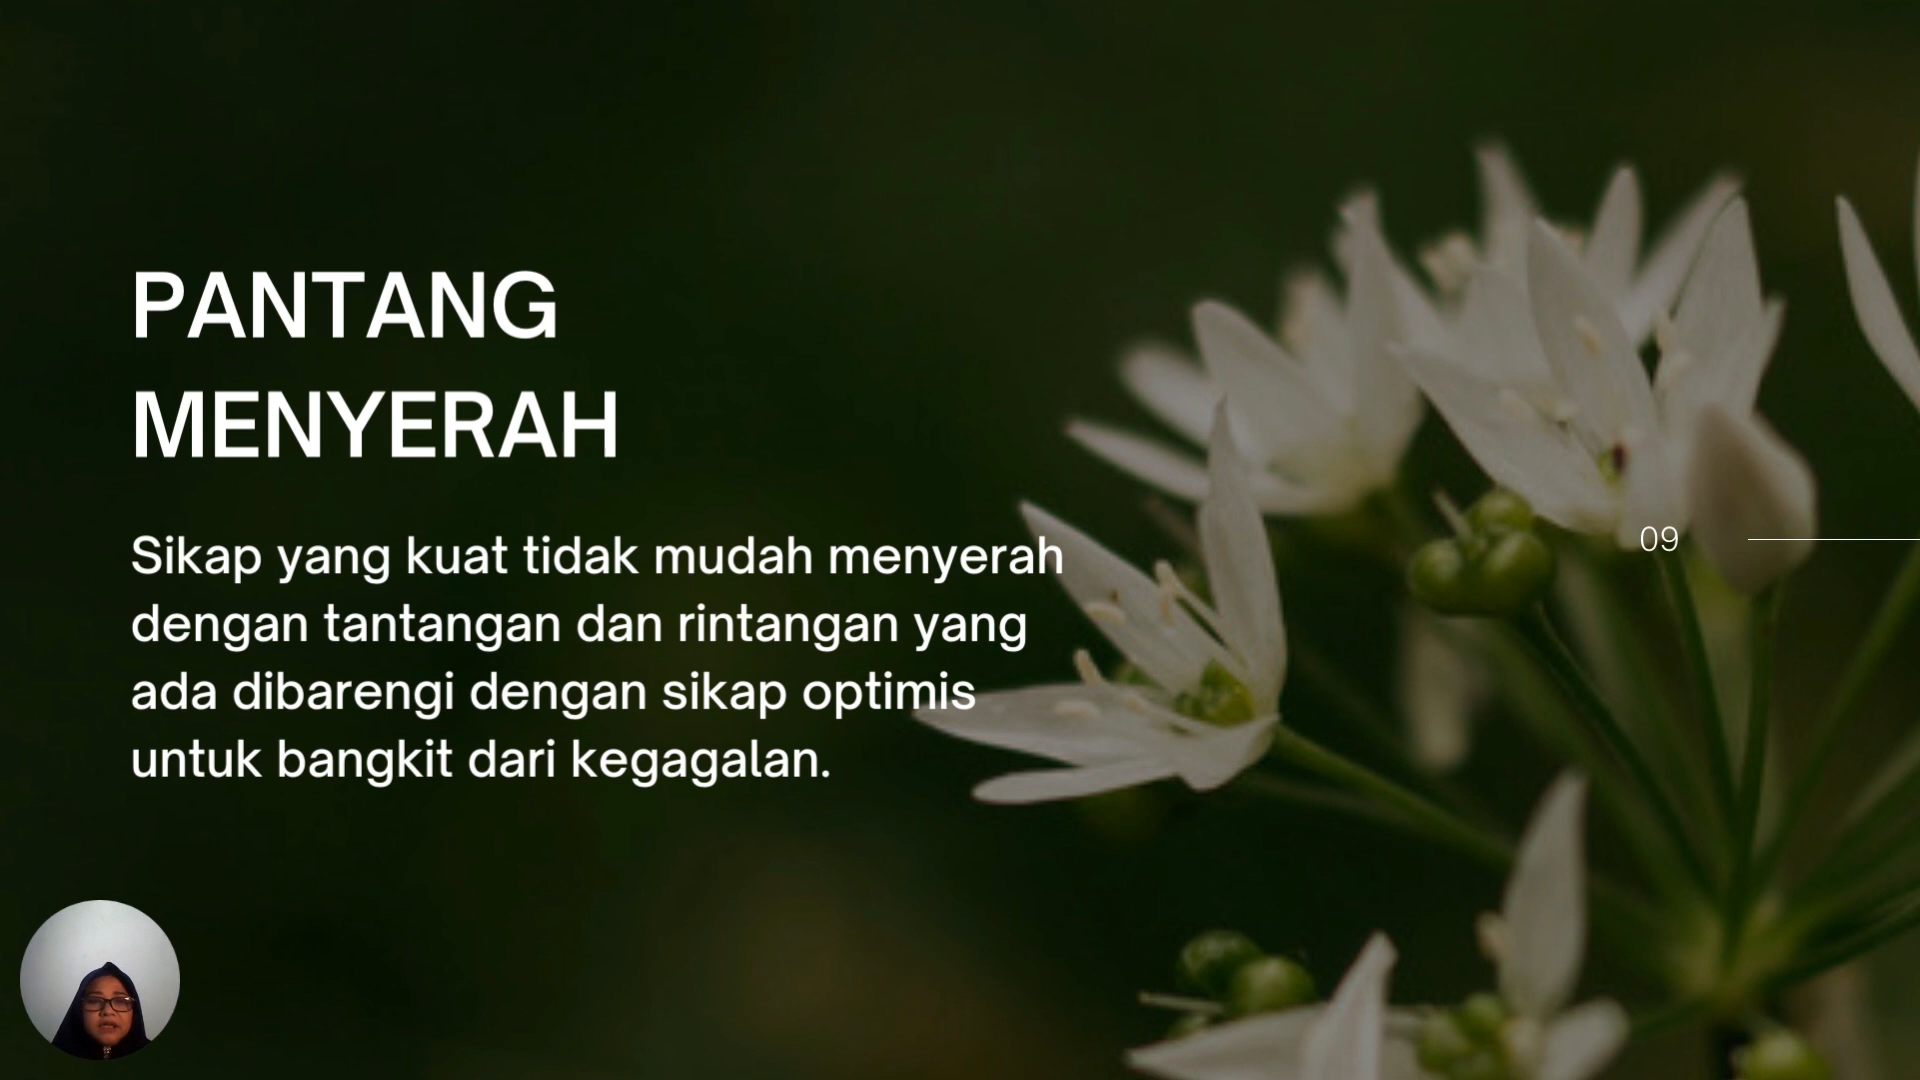 PANTANG
MENYERAH
Sikap yang kuat tidak mudah menyerah
dengan tantangan dan rintangan yang
ada dibarengi dengan sikap optimis
untuk bangkit dari kegagalan.
09